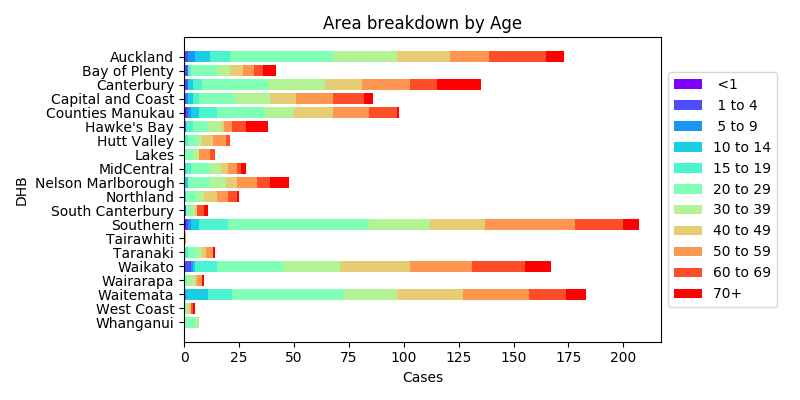 Area breakdown by Age
DHB
Auckland
Bay of Plenty
Canterbury
Capital and Coast
Counties Manukau
Hawke's Bay
Hutt Valley
Lakes
MidCentral
Nelson Marlborough
Northland
South Canterbury
Southern
Tairawhiti
Taranaki
Waikato
Wairarapa
Waitemata
West Coast
Whanganui
0 25 50 75 100 125 150 175 200
Cases
<1
1 to 4
5 to 9
10 to 14
15 to 19
20 to 29
30 to 39
40 to 49
50 to 59
60 to 69
70+